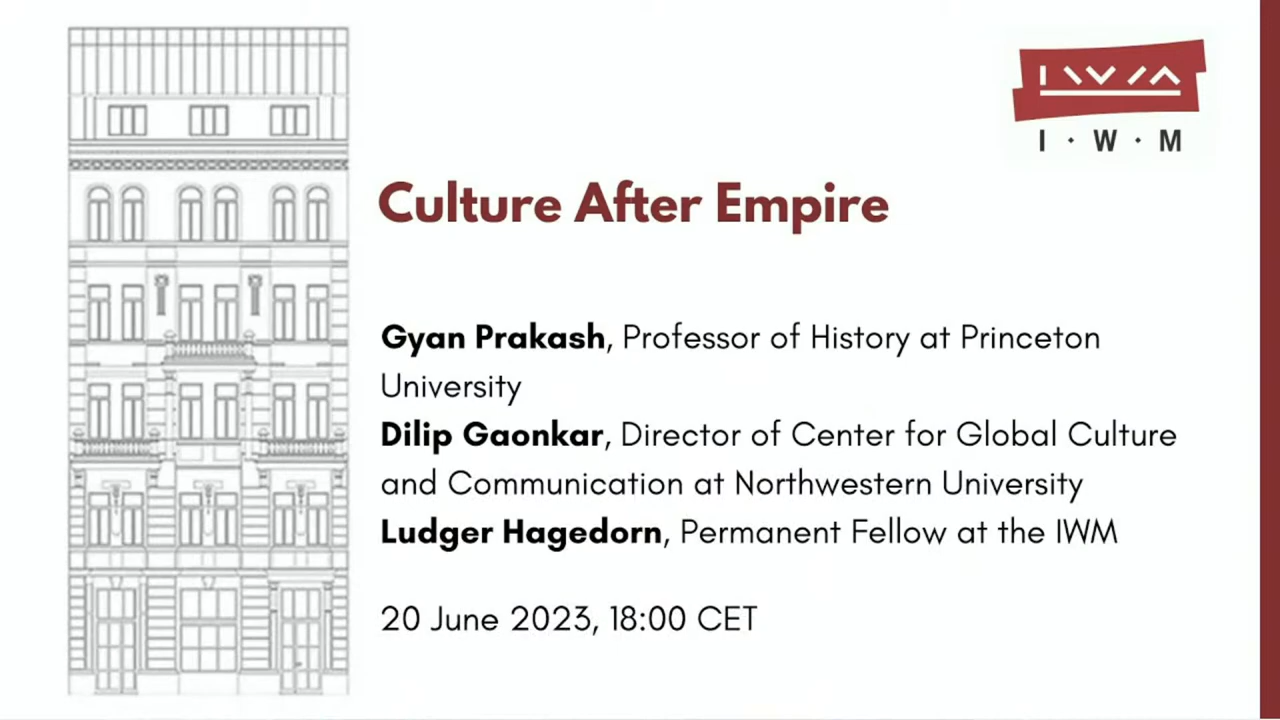 I · W · M
Culture After Empire
Gyan Prakash, Professor of History at Princeton
University
Dilip Gaonkar, Director of Center for Global Culture
and Communication at Northwestern University
Ludger Hagedorn, Permanent Fellow at the IWM
20 June 2023, 18:00 CET